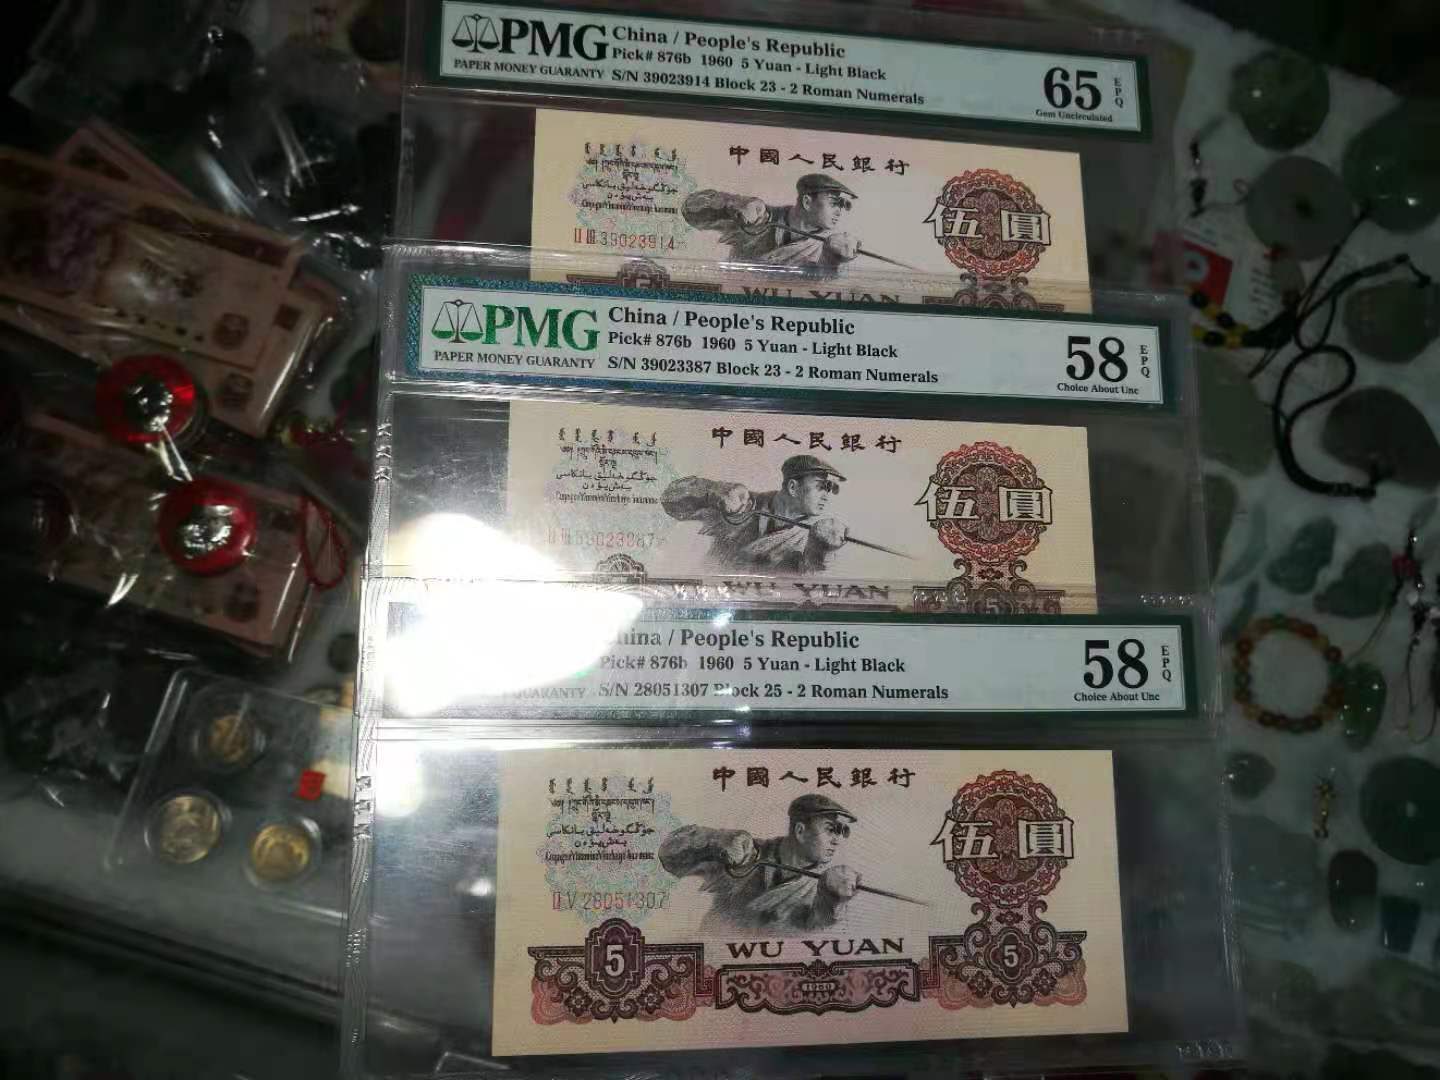 PMG
PAPER MONEY GUARANTY
China / People's Republic
Pick# 876b 1960 5 Yuan - Light Black
S/N 39023914 Block 23 - 2 Roman Numerals
65
EPQ
Gem Uncirculated
中國人民銀行
伍圓
II III 39023914
WU YUAN
PMG
PAPER MONEY GUARANTY
China / People's Republic
Pick# 876b 1960 5 Yuan - Light Black
S/N 39023387 Block 23 - 2 Roman Numerals
58
EPQ
Choice About Unc
中國人民銀行
伍圓
WU YUAN
China / People's Republic
Pick# 876b 1960 5 Yuan - Light Black
GUARANTY
S/N 28051307 Block 25 - 2 Roman Numerals
58
EPQ
Choice About Unc
中國人民銀行
伍圓
II V 28051307
5
WU YUAN
1960
5